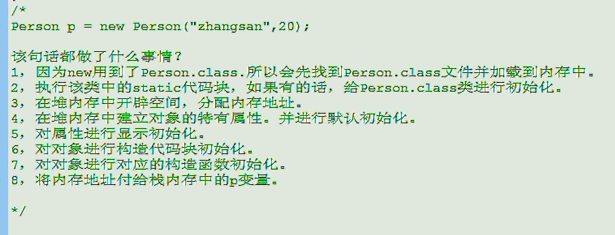 /*
Person p = new Person("zhangsan",20);
该句话都做了什么事情？
1，因为new用到了Person.class.所以会先找到Person.class文件并加载到内存中。
2，执行该类中的static代码块，如果有的话，给Person.class类进行初始化。
3，在堆内存中开辟空间，分配内存地址。
4，在堆内存中建立对象的特有属性。并进行默认初始化。
5，对属性进行显示初始化。
6，对对象进行构造代码块初始化。
7，对对象进行对应的构造函数初始化。
8，将内存地址付给栈内存中的p变量。
*/